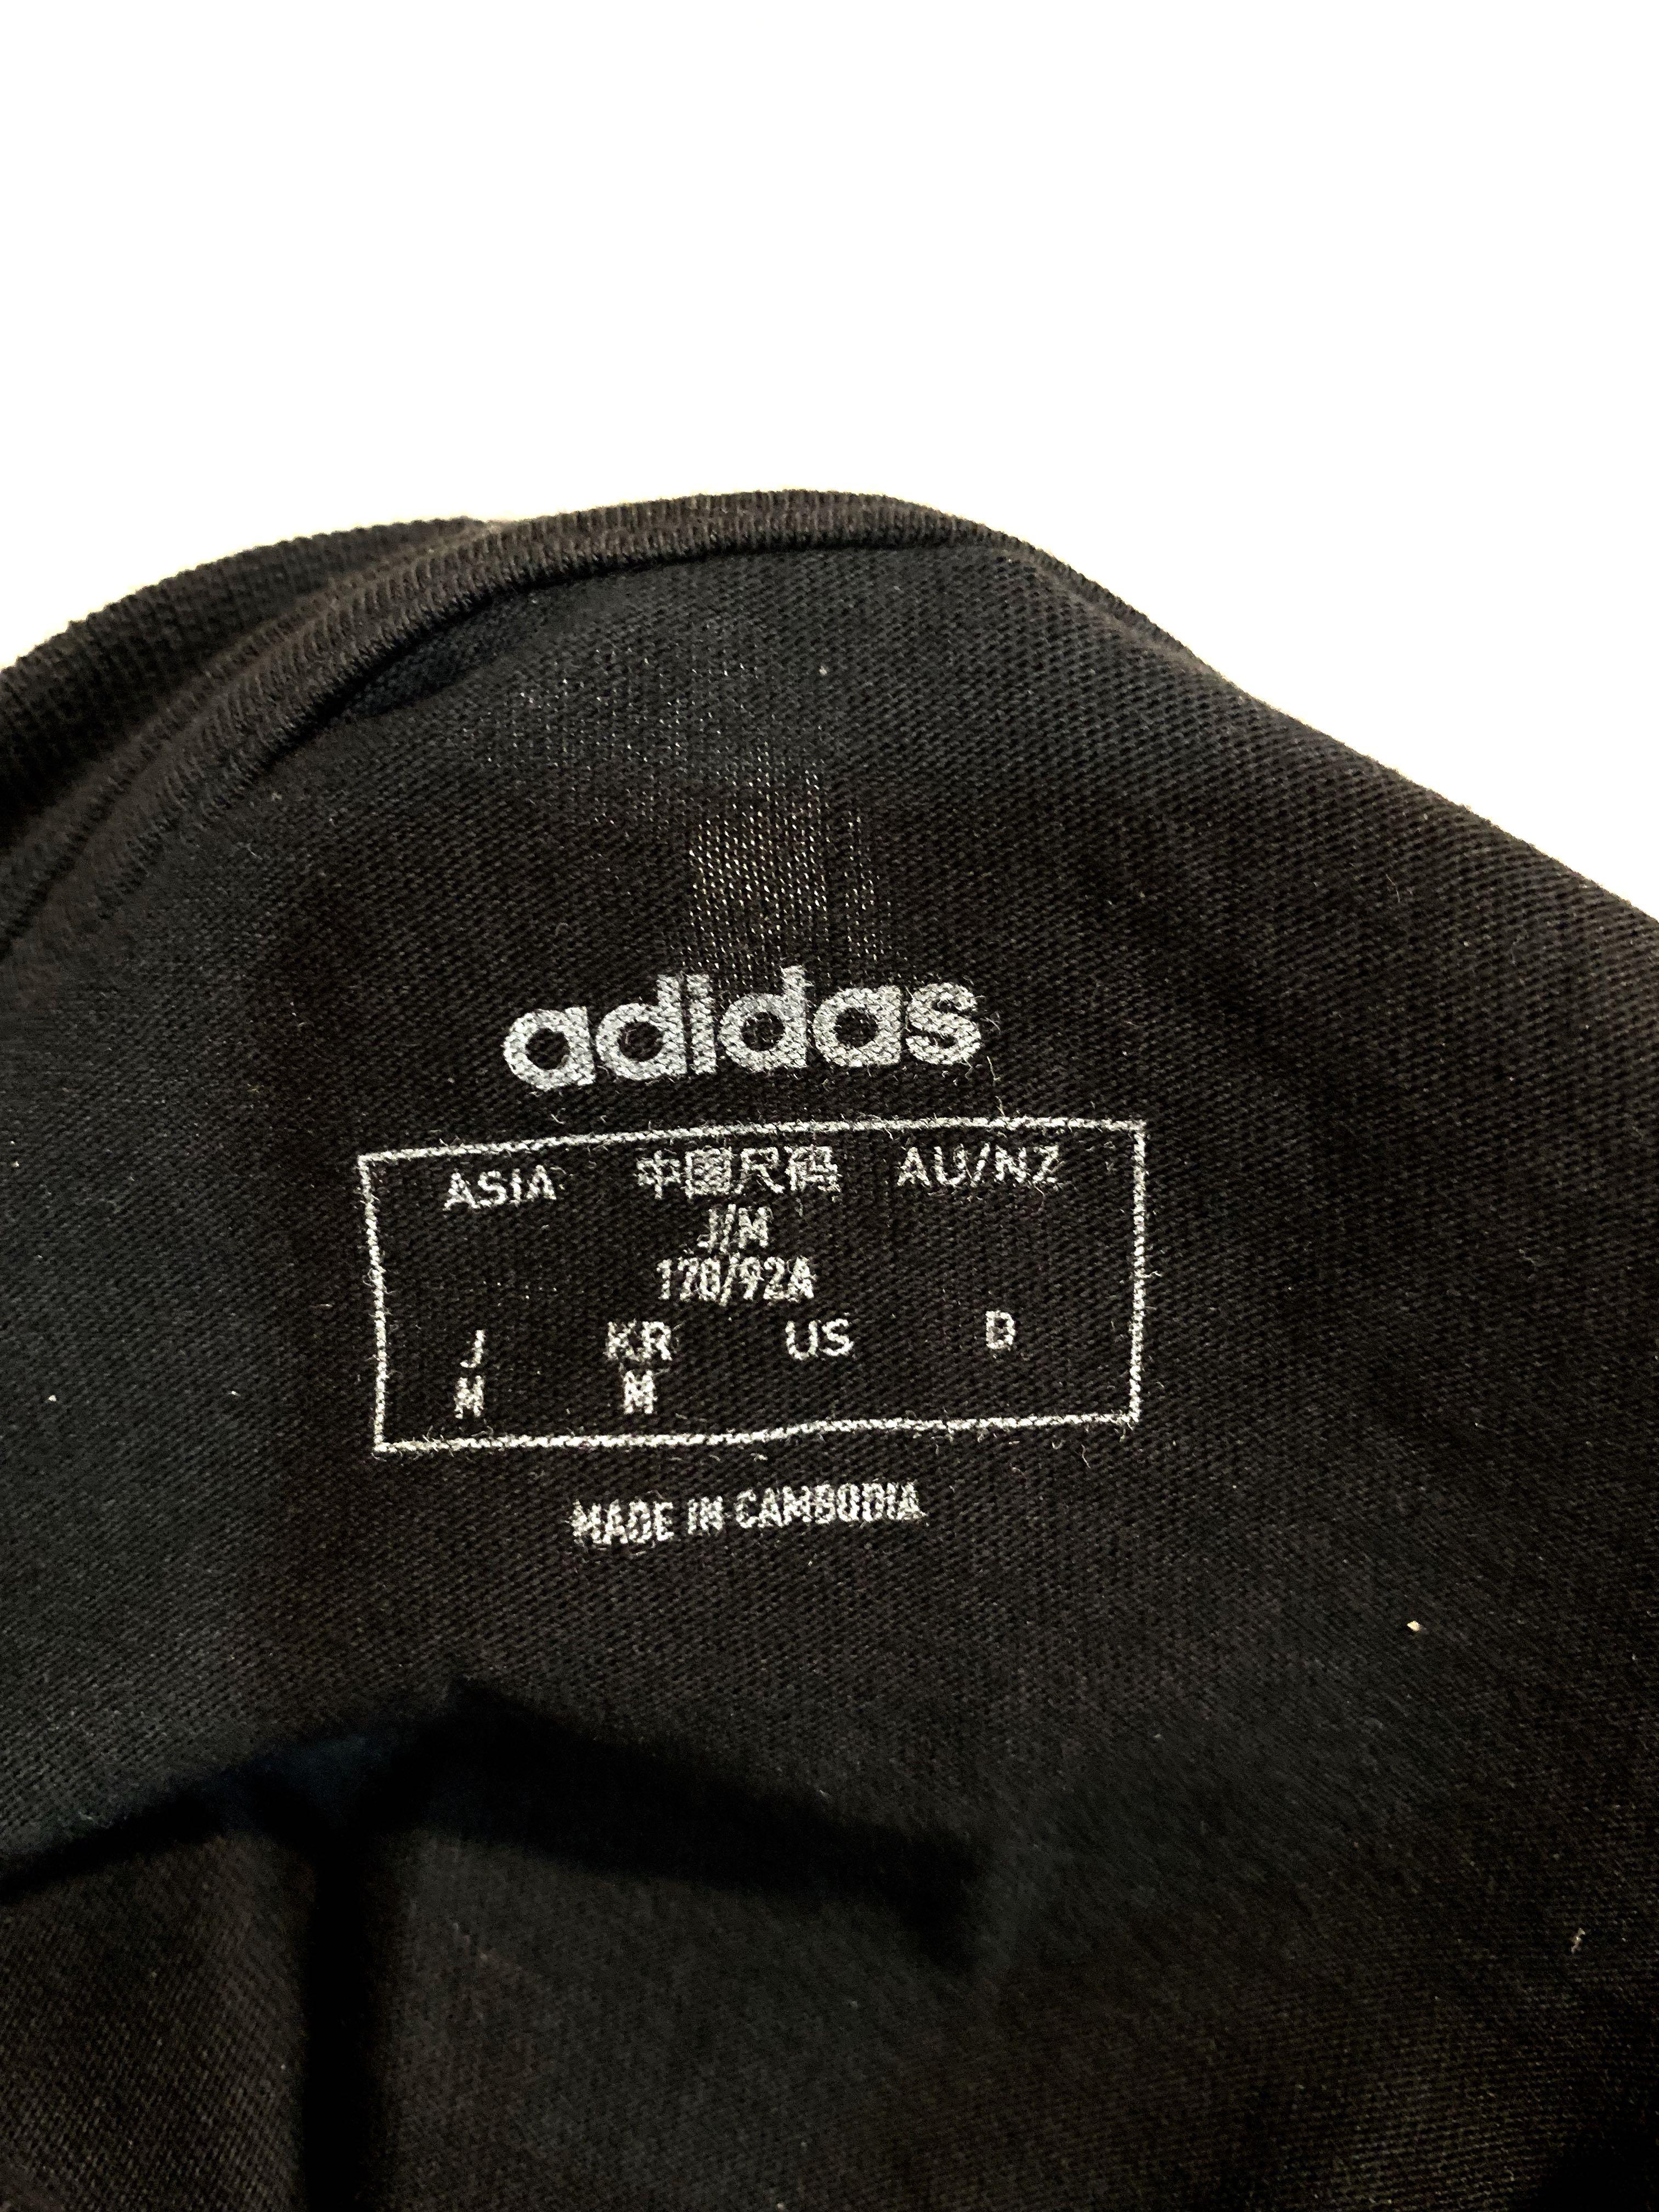 adidas
ASIA 中国尺码 AU/NZ
J/M
170/92A
J KR US D
M M
MADE IN CAMBODIA